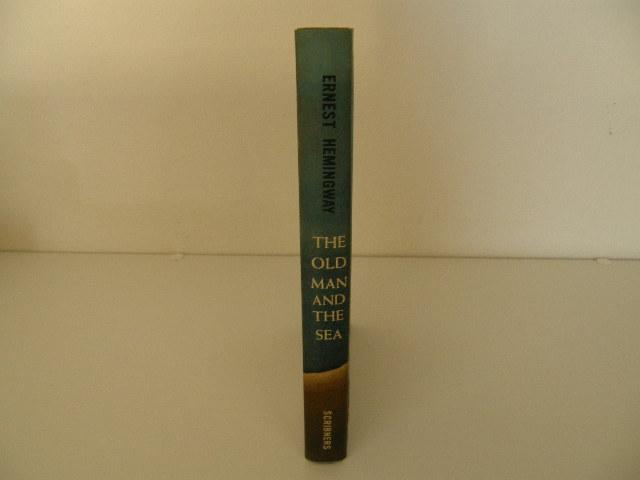 ERNEST HEMINGWAY
THE
OLD
MAN
AND
THE
SEA
SCRIBNERS